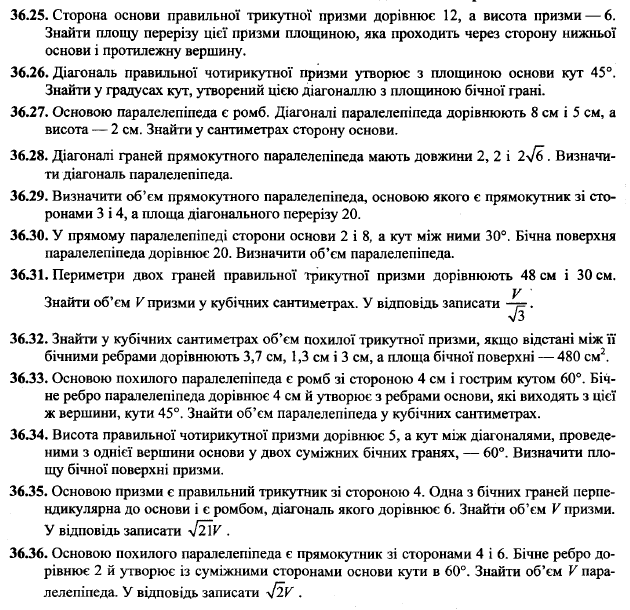 36.25. Сторона основи правильної трикутної призми дорівнює 12, а висота призми — 6.
Знайти площу перерізу цієї призми площиною, яка проходить через сторону нижньої
основи і протилежну вершину.
36.26. Діагональ правильної чотирикутної призми утворює з площиною основи кут 45°.
Знайти у градусах кут, утворений цією діагоналлю з площиною бічної грані.
36.27. Основою паралелепіпеда є ромб. Діагоналі паралелепіпеда дорівнюють 8 см і 5 см, а
висота — 2 см. Знайти у сантиметрах сторону основи.
36.28. Діагоналі граней прямокутного паралелепіпеда мають довжини 2, 2 і 2√6. Визначи-
ти діагональ паралелепіпеда.
36.29. Визначити об’єм прямокутного паралелепіпеда, основою якого є прямокутник зі сто-
ронами 3 і 4, а площа діагонального перерізу 20.
36.30. У прямому паралелепіпеді сторони основи 2 і 8, а кут між ними 30°. Бічна поверхня
паралелепіпеда дорівнює 20. Визначити об’єм паралелепіпеда.
36.31. Периметри двох граней правильної трикутної призми дорівнюють 48 см і 30 см.
Знайти об’єм V призми у кубічних сантиметрах. У відповідь записати V/√3.
36.32. Знайти у кубічних сантиметрах об’єм похилої трикутної призми, якщо відстані між її
бічними ребрами дорівнюють 3,7 см, 1,3 см і 3 см, а площа бічної поверхні — 480 см².
36.33. Основою похилого паралелепіпеда є ромб зі стороною 4 см і гострим кутом 60°. Біч-
не ребро паралелепіпеда дорівнює 4 см й утворює з ребрами основи, які виходять з цієї
ж вершини, кути 45°. Знайти об’єм паралелепіпеда у кубічних сантиметрах.
36.34. Висота правильної чотирикутної призми дорівнює 5, а кут між діагоналями, проведе-
ними з однієї вершини основи у двох суміжних бічних гранях, — 60°. Визначити пло-
щу бічної поверхні призми.
36.35. Основою призми є правильний трикутник зі стороною 4. Одна з бічних граней перпе-
ндикулярна до основи і є ромбом, діагональ якого дорівнює 6. Знайти об’єм V призми.
У відповідь записати √21V.
36.36. Основою похилого паралелепіпеда є прямокутник зі сторонами 4 і 6. Бічне ребро до-
рівнює 2 й утворює із суміжними сторонами основи кути в 60°. Знайти об’єм V пара-
лелепіпеда. У відповідь записати √2V.